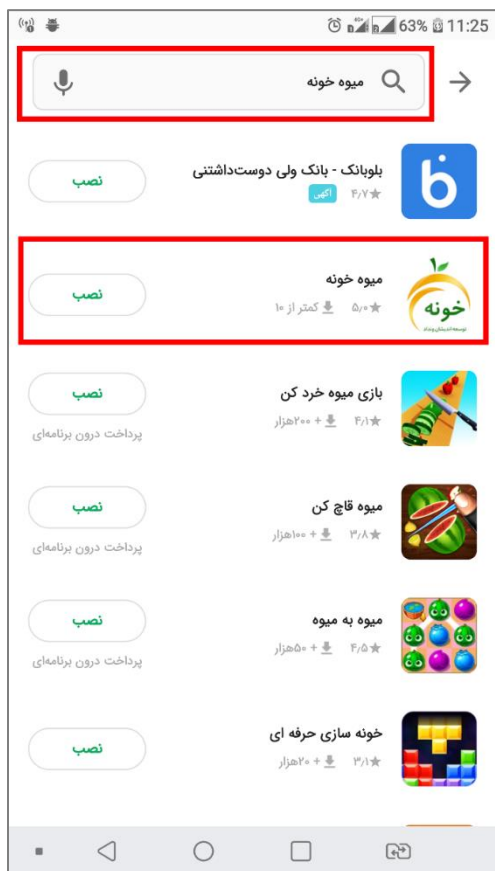 63% 11:25
میوه خونه
بلوبانک - بانک ولی دوست‌داشتنی
۴٫۷ آگهی
نصب
میوه خونه
۵٫۰ کمتر از ۱۰
نصب
خونه
توسعه اندیشان ونداد
بازی میوه خرد کن
۴٫۱ + ۲۰۰هزار
نصب
پرداخت درون برنامه‌ای
میوه قاچ کن
۳٫۸ + ۱۰۰هزار
نصب
پرداخت درون برنامه‌ای
میوه به میوه
۴٫۵ + ۵۰هزار
نصب
پرداخت درون برنامه‌ای
خونه سازی حرفه ای
۳٫۱ + ۲۰هزار
نصب